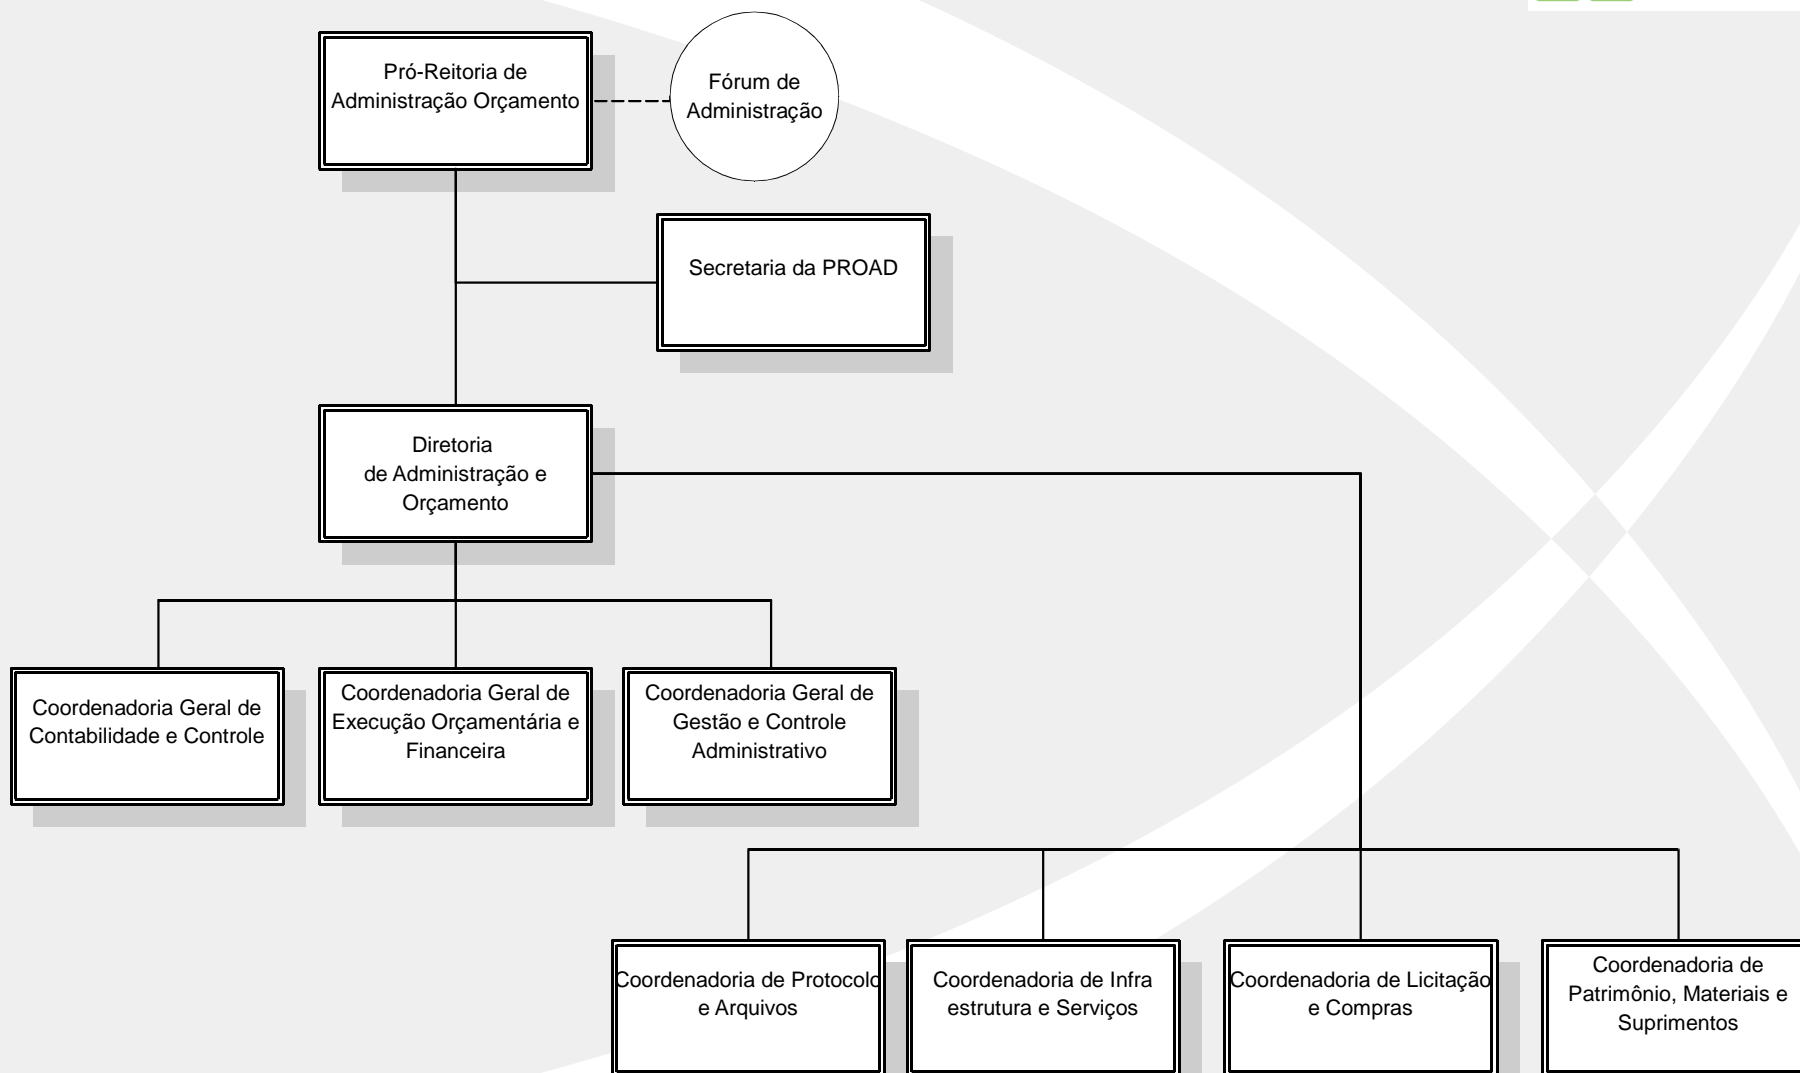 Pró-Reitoria de
Administração Orçamento
Fórum de
Administração
Secretaria da PROAD
Diretoria
de Administração e
Orçamento
Coordenadoria Geral de
Contabilidade e Controle
Coordenadoria Geral de
Execução Orçamentária e
Financeira
Coordenadoria Geral de
Gestão e Controle
Administrativo
Coordenadoria de Protocolo
e Arquivos
Coordenadoria de Infra
estrutura e Serviços
Coordenadoria de Licitação
e Compras
Coordenadoria de
Patrimônio, Materiais e
Suprimentos